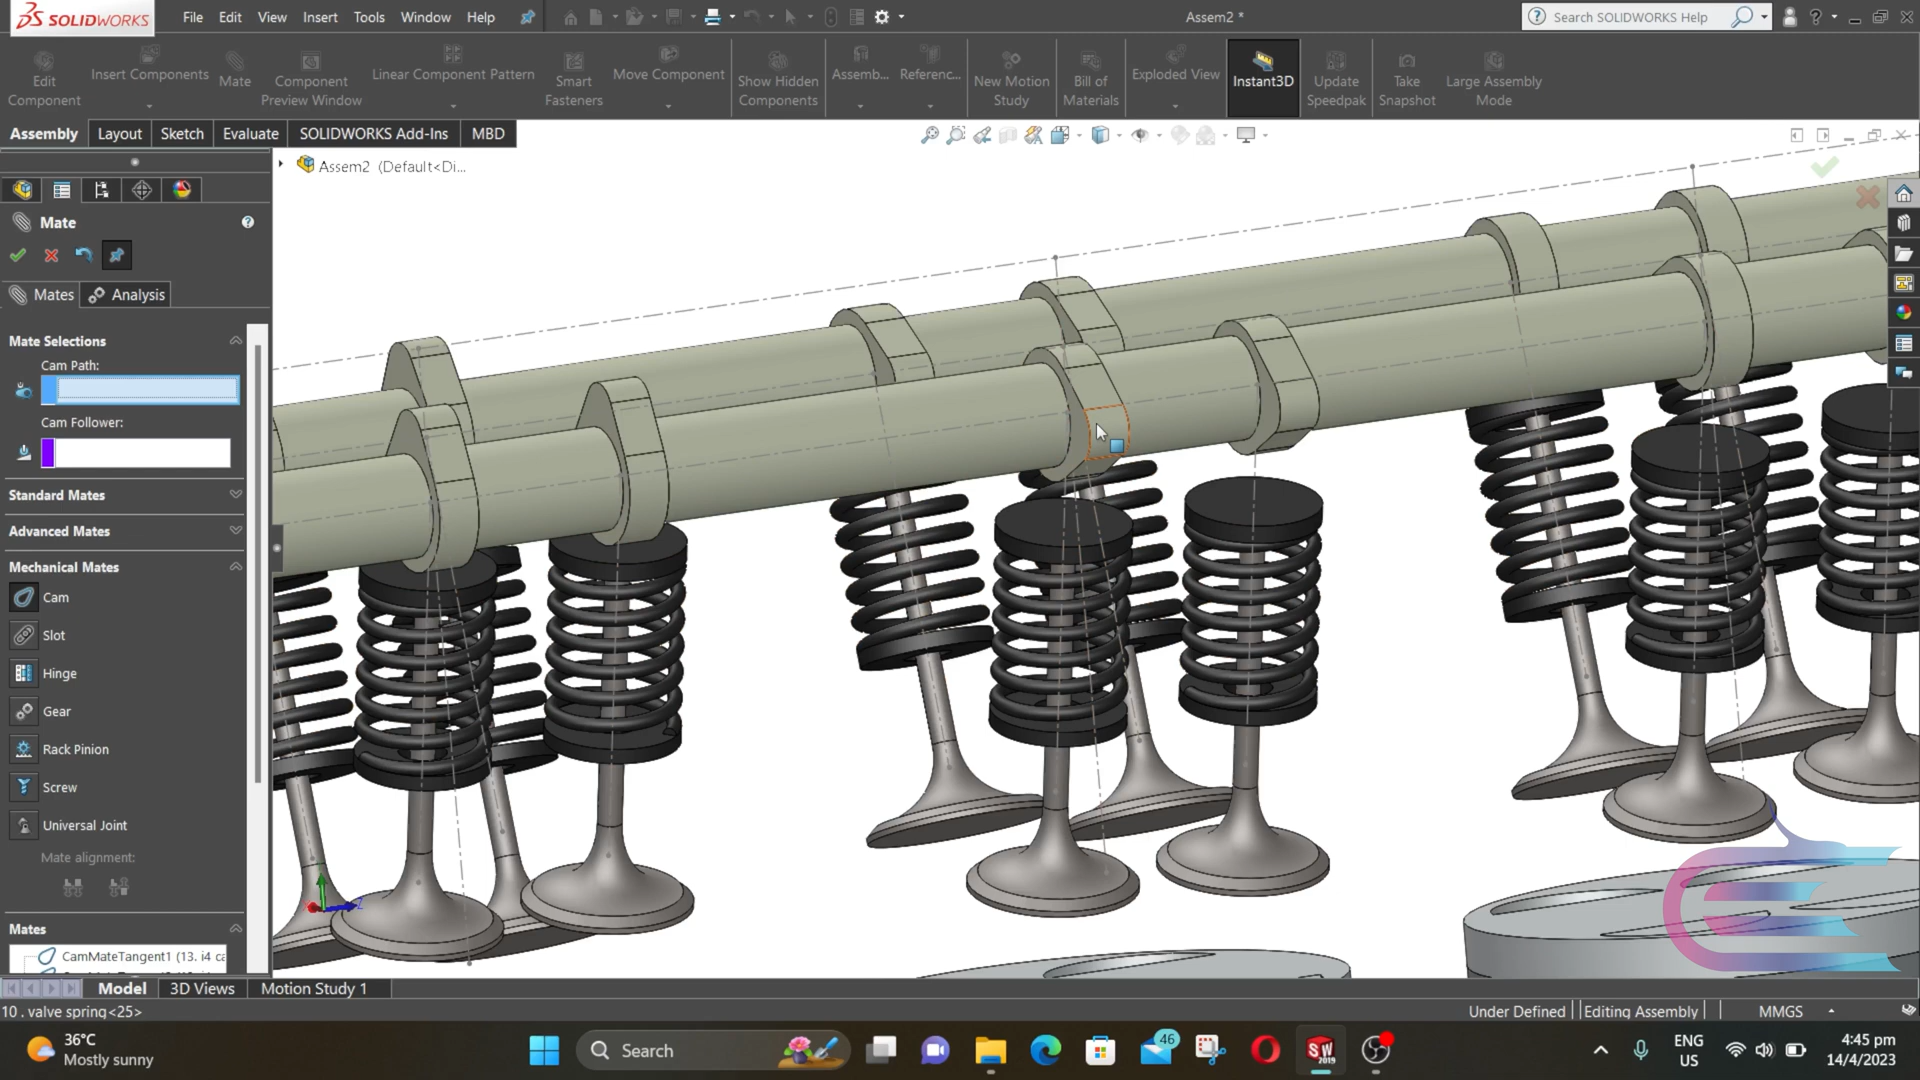 SOLIDWORKS File Edit View Insert Tools Window Help Assem2 * Search SOLIDWORKS Help
Edit Component
Insert Components
Mate
Component Preview Window
Linear Component Pattern
Smart Fasteners
Move Component
Show Hidden Components
Assemb...
Referenc...
New Motion Study
Bill of Materials
Exploded View
Instant3D
Update Speedpak
Take Snapshot
Large Assembly Mode
Assembly Layout Sketch Evaluate SOLIDWORKS Add-Ins MBD
Assem2 (Default<Di...
Mate
Mates Analysis
Mate Selections
Cam Path:
Cam Follower:
Standard Mates
Advanced Mates
Mechanical Mates
Cam
Slot
Hinge
Gear
Rack Pinion
Screw
Universal Joint
Mate alignment:
Mates
CamMateTangent1 (13. i4 ca
Z
Model 3D Views Motion Study 1
10 . valve spring<25> Under Defined Editing Assembly MMGS
36°C
Mostly sunny
Search
46
SW
2019
ENG
US
4:45 pm
14/4/2023